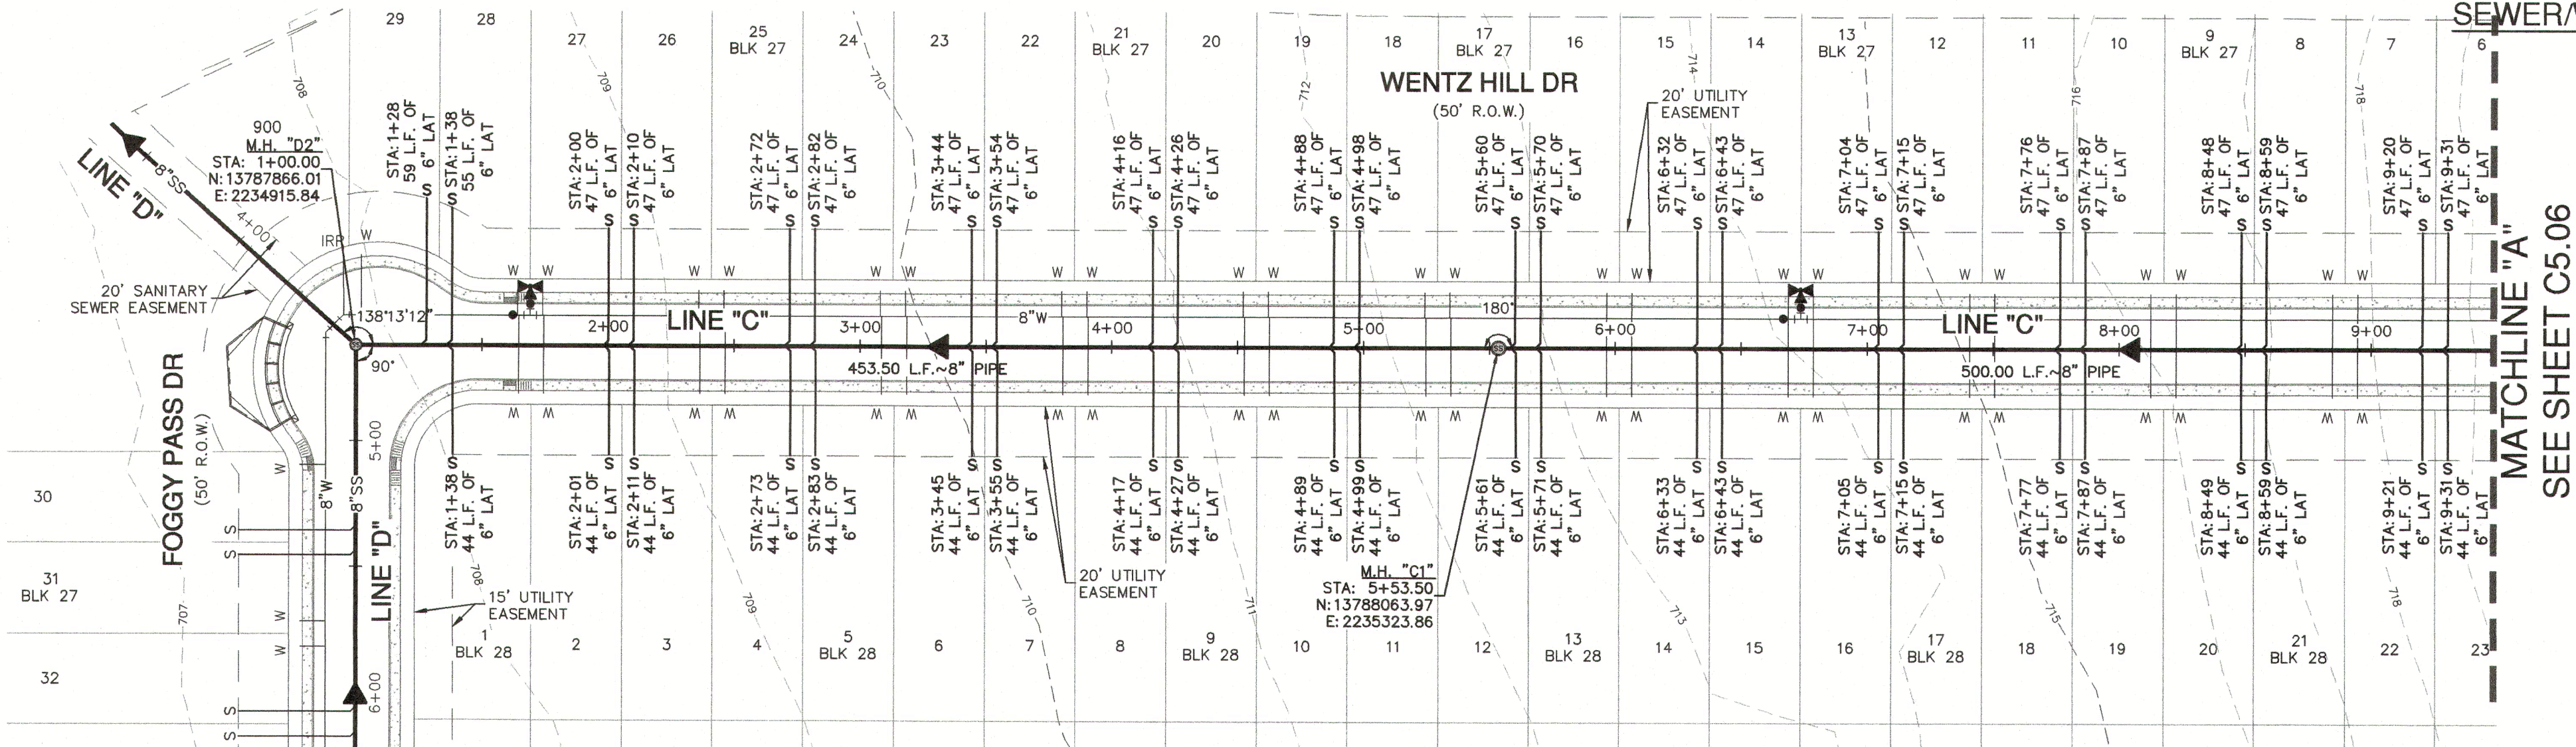 SEWER/
29
28
27
26
25
BLK 27
24
23
22
21
BLK 27
20
19
18
17
BLK 27
16
15
14
13
BLK 27
12
11
10
9
BLK 27
8
7
6
708
709
710
712
714
716
718
WENTZ HILL DR
(50' R.O.W.)
20' UTILITY
EASEMENT
LINE "D"
8"SS
4+00
900
M.H. "D2"
STA: 1+00.00
N:13787866.01
E: 2234915.84
IRR
W
20' SANITARY
SEWER EASEMENT
STA:1+28
59 L.F. OF
6" LAT
S
STA:1+38
55 L.F. OF
6" LAT
S
STA:2+00
47 L.F. OF
6" LAT
S
STA:2+10
47 L.F. OF
6" LAT
S
STA:2+72
47 L.F. OF
6" LAT
S
STA:2+82
47 L.F. OF
6" LAT
S
STA:3+44
47 L.F. OF
6" LAT
S
STA:3+54
47 L.F. OF
6" LAT
S
STA:4+16
47 L.F. OF
6" LAT
S
STA:4+26
47 L.F. OF
6" LAT
S
STA:4+88
47 L.F. OF
6" LAT
S
STA:4+98
47 L.F. OF
6" LAT
S
STA:5+60
47 L.F. OF
6" LAT
S
STA:5+70
47 L.F. OF
6" LAT
S
STA:6+32
47 L.F. OF
6" LAT
S
STA:6+43
47 L.F. OF
6" LAT
S
STA:7+04
47 L.F. OF
6" LAT
S
STA:7+15
47 L.F. OF
6" LAT
S
STA:7+76
47 L.F. OF
6" LAT
S
STA:7+87
47 L.F. OF
6" LAT
S
STA:8+48
47 L.F. OF
6" LAT
S
STA:8+59
47 L.F. OF
6" LAT
S
STA:9+20
47 L.F. OF
6" LAT
S
STA:9+31
47 L.F. OF
6" LAT
S
W W W W W W W W W W W W W W W W W W W W W W
138°13'12"
90°
SS
2+00
LINE "C"
3+00
8"W
4+00
5+00
180°
SS
6+00
7+00
LINE "C"
8+00
9+00
453.50 L.F.~8" PIPE
500.00 L.F.~8" PIPE
MATCHLINE "A"
SEE SHEET C5.06
W W W W W W W W W W W W W W W W W W W W W W
FOGGY PASS DR
(50' R.O.W.)
W
8"W
8"SS
5+00
LINE "D"
6+00
S
S
W
W
S
S
STA:1+38
44 L.F. OF
6" LAT
S
STA:2+01
44 L.F. OF
6" LAT
S
STA:2+11
44 L.F. OF
6" LAT
S
STA:2+73
44 L.F. OF
6" LAT
S
STA:2+83
44 L.F. OF
6" LAT
S
STA:3+45
44 L.F. OF
6" LAT
S
STA:3+55
44 L.F. OF
6" LAT
S
STA:4+17
44 L.F. OF
6" LAT
S
STA:4+27
44 L.F. OF
6" LAT
S
STA:4+89
44 L.F. OF
6" LAT
S
STA:4+99
44 L.F. OF
6" LAT
S
STA:5+61
44 L.F. OF
6" LAT
S
STA:5+71
44 L.F. OF
6" LAT
S
STA:6+33
44 L.F. OF
6" LAT
S
STA:6+43
44 L.F. OF
6" LAT
S
STA:7+05
44 L.F. OF
6" LAT
S
STA:7+15
44 L.F. OF
6" LAT
S
STA:7+77
44 L.F. OF
6" LAT
S
STA:7+87
44 L.F. OF
6" LAT
S
STA:8+49
44 L.F. OF
6" LAT
S
STA:8+59
44 L.F. OF
6" LAT
S
STA:9+21
44 L.F. OF
6" LAT
S
STA:9+31
44 L.F. OF
6" LAT
S
M.H. "C1"
STA: 5+53.50
N:13788063.97
E: 2235323.86
20' UTILITY
EASEMENT
15' UTILITY
EASEMENT
707
708
709
710
711
713
715
718
30
31
BLK 27
32
1
BLK 28
2
3
4
5
BLK 28
6
7
8
9
BLK 28
10
11
12
13
BLK 28
14
15
16
17
BLK 28
18
19
20
21
BLK 28
22
23